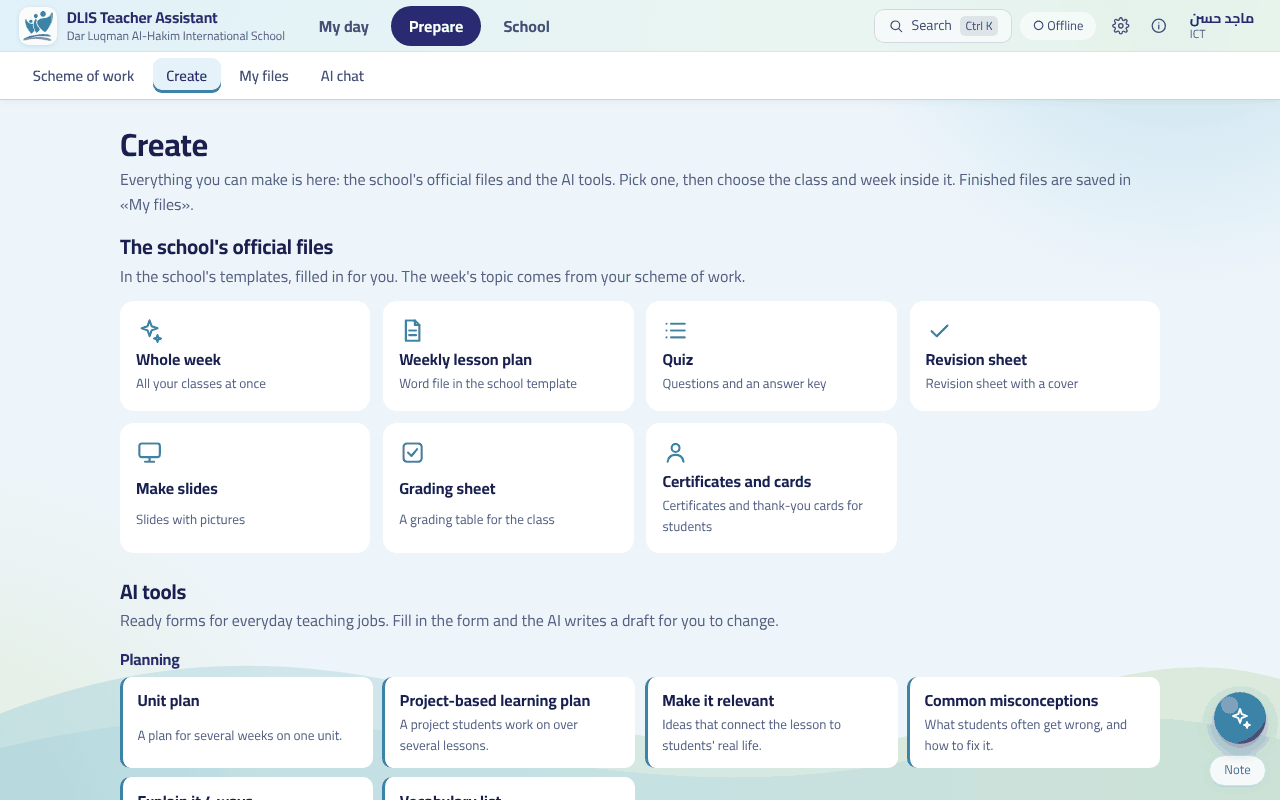 DLIS Teacher Assistant
Dar Luqman Al-Hakim International School
My day
Prepare
School
Search
Ctrl K
Offline
ماجد حسن
ICT
Scheme of work
Create
My files
AI chat
Create
Everything you can make is here: the school's official files and the AI tools. Pick one, then choose the class and week inside it. Finished files are saved in
«My files».
The school's official files
In the school's templates, filled in for you. The week's topic comes from your scheme of work.
Whole week
All your classes at once
Weekly lesson plan
Word file in the school template
Quiz
Questions and an answer key
Revision sheet
Revision sheet with a cover
Make slides
Slides with pictures
Grading sheet
A grading table for the class
Certificates and cards
Certificates and thank-you cards for
students
AI tools
Ready forms for everyday teaching jobs. Fill in the form and the AI writes a draft for you to change.
Planning
Unit plan
A plan for several weeks on one unit.
Project-based learning plan
A project students work on over
several lessons.
Make it relevant
Ideas that connect the lesson to
students' real life.
Common misconceptions
What students often get wrong, and
how to fix it.
Note
Explain it 4 ways
Vocabulary list